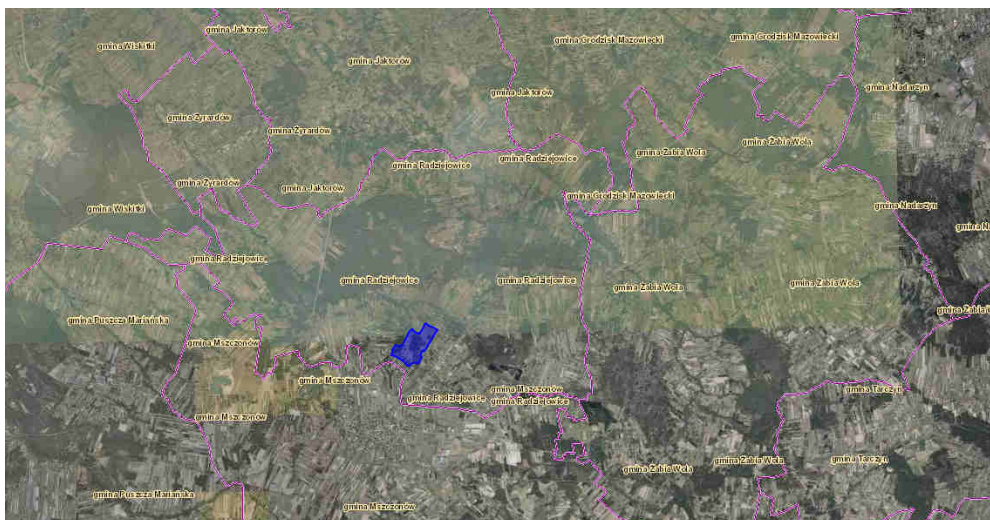 gmina Jaktorów
gmina Wiskitki
gmina Jaktorów
gmina Grodzisk Mazowiecki
gmina Grodzisk Mazowiecki
gmina Żyrardów
gmina Jaktorów
gmina Nadarzyn
gmina Żyrardów
gmina Żabia Wola
gmina Żabia Wola
gmina Radziejowice
gmina Żyrardów
gmina Jaktorów
gmina Grodzisk Mazowiecki
gmina Wiskitki
gmina Nadarzyn
gmina Radziejowice
gmina Radziejowice
gmina Radziejowice
gmina Żabia Wola
gmina Żabia Wola
gmina Puszcza Mariańska
gmina Mszczonów
gmina Mszczonów
gmina Mszczonów
gmina Tarczyn
gmina Radziejowice
gmina Radziejowice
gmina Mszczonów
gmina Żabia Wola
gmina Żabia Wola
gmina Tarczyn
gmina Puszcza Mariańska
gmina Mszczonów